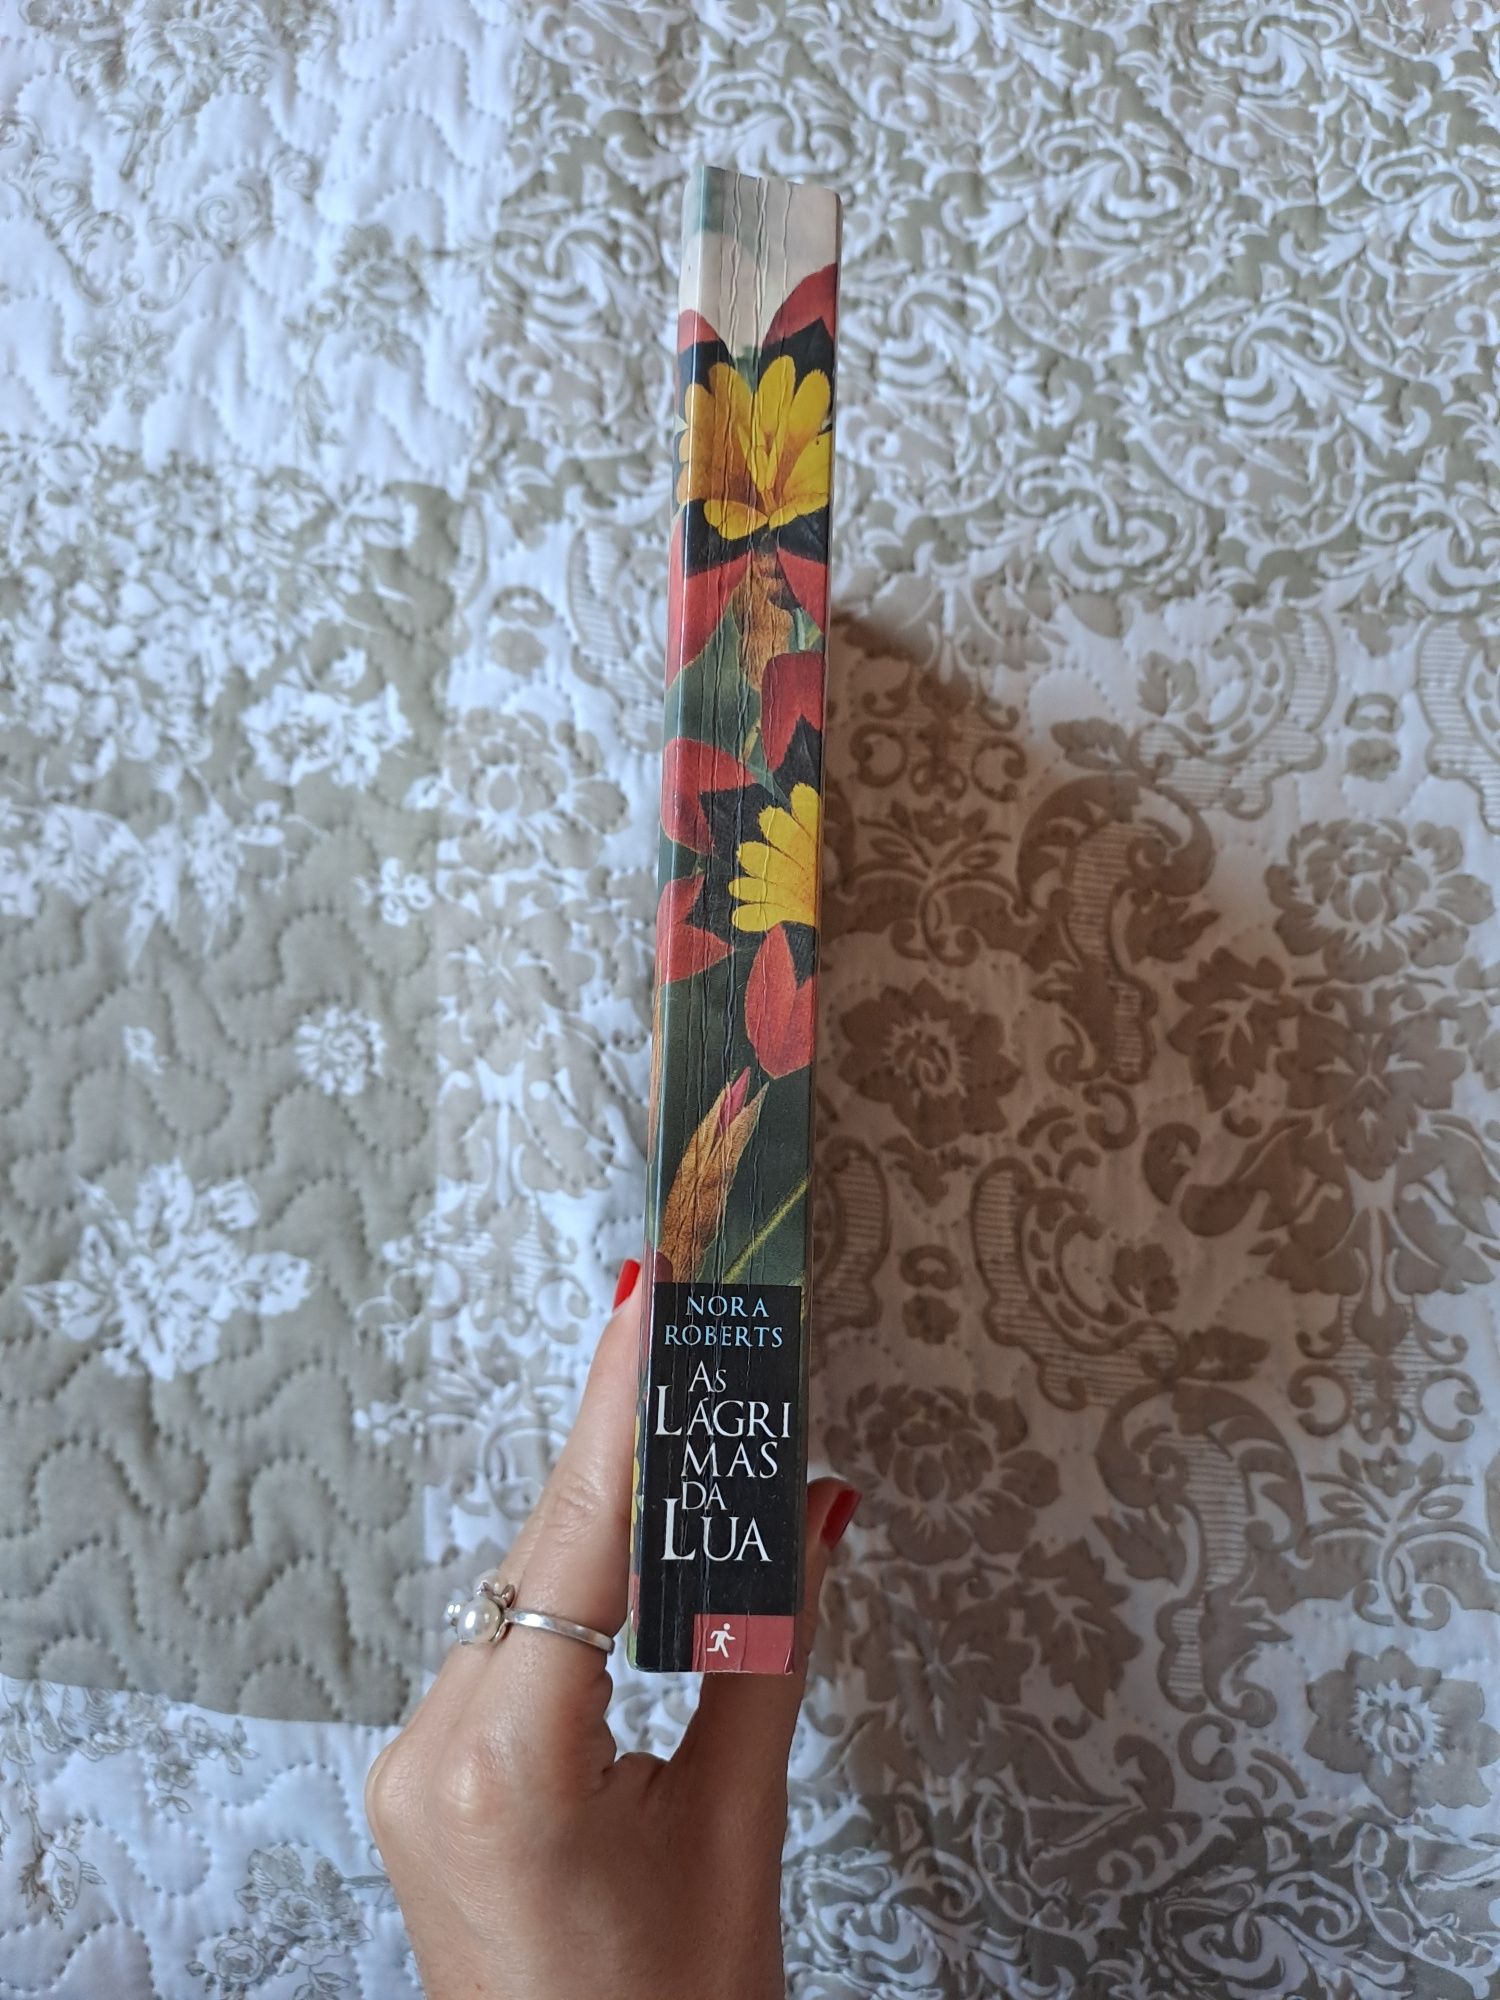 NORA
ROBERTS
AS
LÁGRI
MAS
DA
LUA